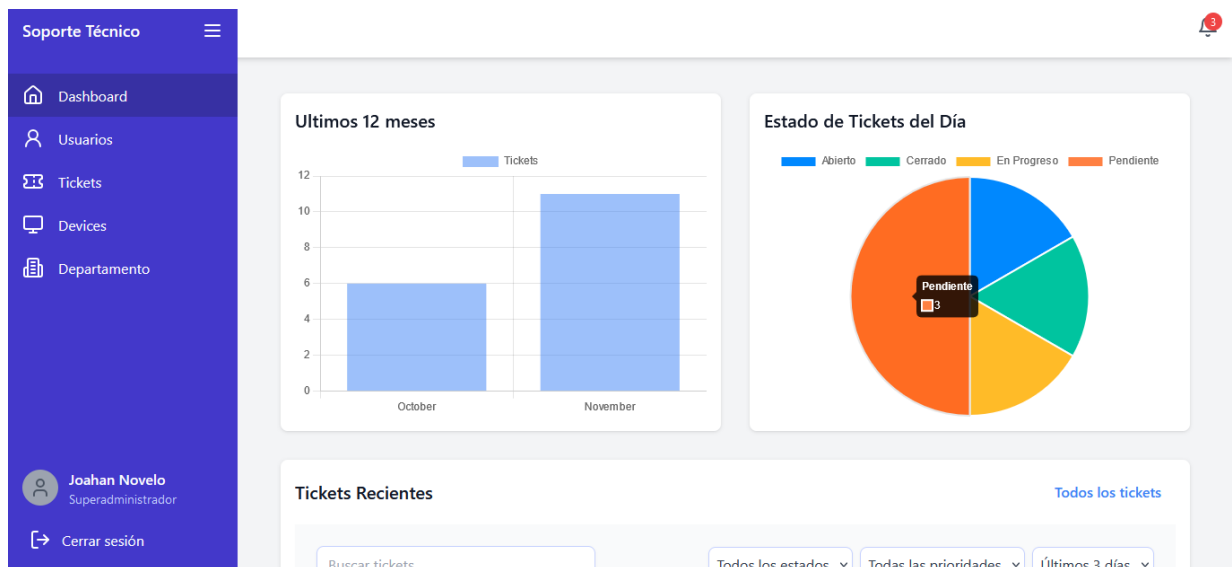 Soporte Técnico
3
Dashboard
Usuarios
Tickets
Devices
Departamento
Joahan Novelo
Superadministrador
Cerrar sesión
Ultimos 12 meses
Tickets
12
10
8
6
4
2
0
October
November
Estado de Tickets del Día
Abierto
Cerrado
En Progreso
Pendiente
Pendiente
3
Tickets Recientes
Todos los tickets
Buscar tickets
Todos los estados
Todas las prioridades
Últimos 3 días